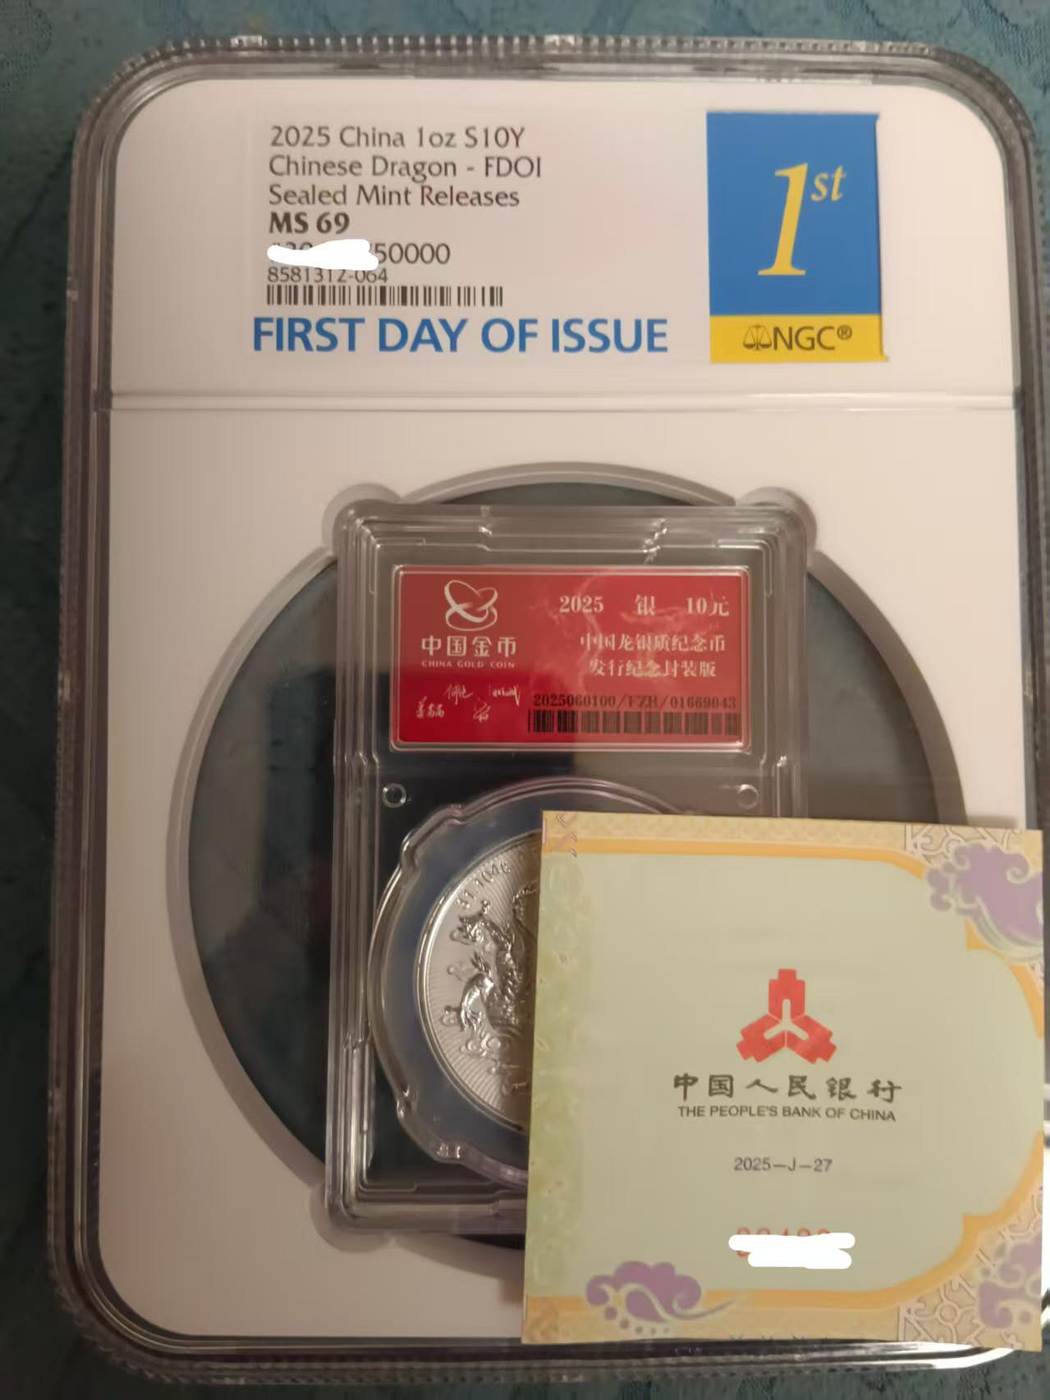 2025 China 1oz S10Y
Chinese Dragon - FDOI
Sealed Mint Releases
MS 69
50000
8581312-064
FIRST DAY OF ISSUE
1st
NGC®
中国金币
CHINA GOLD COIN
2025 银 10元
中国龙银质纪念币
发行纪念封装版
2025060100/FZH/01669043
中国人民银行
THE PEOPLE'S BANK OF CHINA
2025—J—27